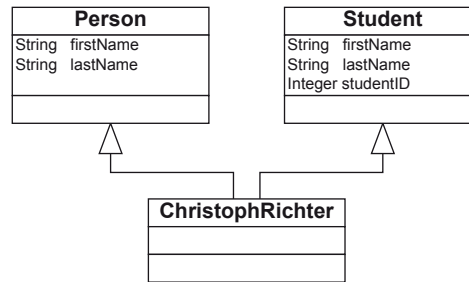 Person
String firstName
String lastName
Student
String firstName
String lastName
Integer studentID
ChristophRichter